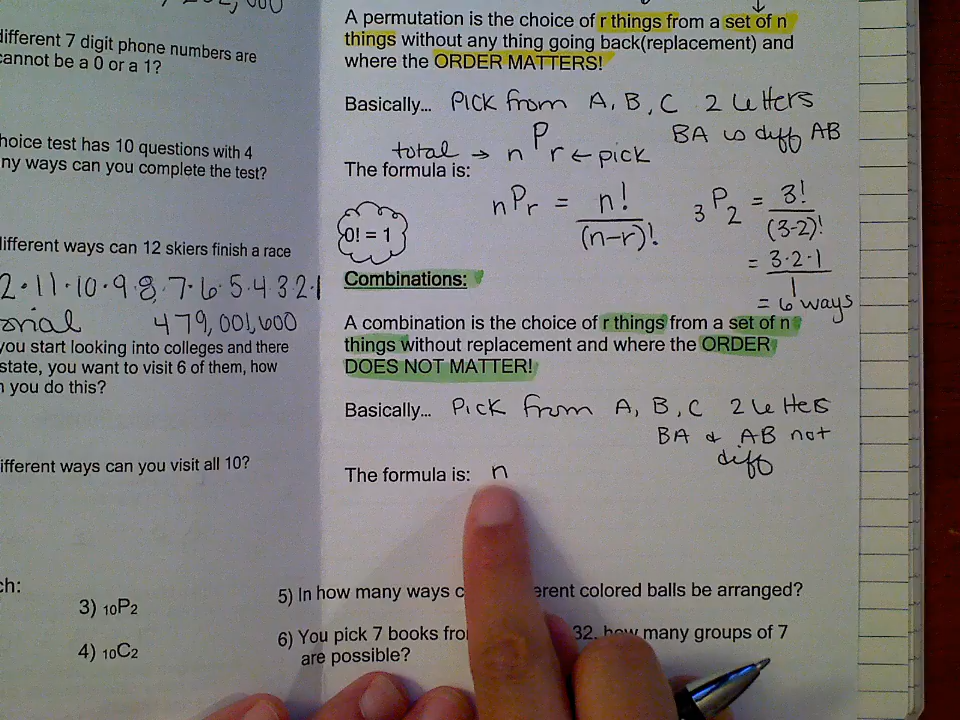 different 7 digit phone numbers are
cannot be a 0 or a 1?
hoice test has 10 questions with 4
ny ways can you complete the test?
ifferent ways can 12 skiers finish a race
2·11·10·9·8·7·6·5·4·3·2·1
orial 479,001,600
you start looking into colleges and there
state, you want to visit 6 of them, how
you do this?
ifferent ways can you visit all 10?
A permutation is the choice of r things from a set of n
things without any thing going back(replacement) and
where the ORDER MATTERS!
Basically... PICK from A, B, C 2 letters
BA is diff AB
total → nPr ← pick
The formula is:
nPr = n! / (n-r)!
3P2 = 3! / (3-2)!
= 3·2·1 / 1
= 6 ways
0! = 1
Combinations:
A combination is the choice of r things from a set of n
things without replacement and where the ORDER
DOES NOT MATTER!
Basically... PICK from A, B, C 2 letters
BA & AB not
diff
The formula is: n
ch:
3) 10P2
4) 10C2
5) In how many ways c erent colored balls be arranged?
6) You pick 7 books fro 32. how many groups of 7
are possible?